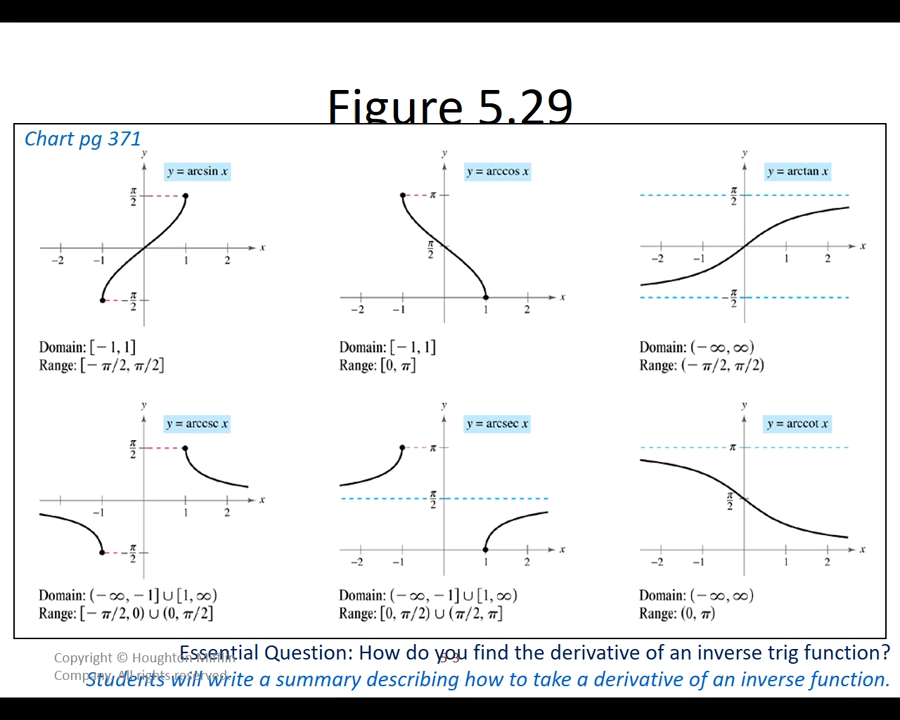 Figure 5.29
Chart pg 371
y
y = arcsin x
π/2
x
−2 −1 1 2
−π/2
Domain: [− 1, 1]
Range: [− π/2, π/2]
y
y = arccos x
π
π/2
x
−2 −1 1 2
Domain: [− 1, 1]
Range: [0, π]
y
y = arctan x
π/2
x
−2 −1 1 2
−π/2
Domain: (− ∞, ∞)
Range: (− π/2, π/2)
y
y = arccsc x
π/2
x
−1 1 2
−π/2
Domain: (− ∞, − 1] ∪ [1, ∞)
Range: [− π/2, 0) ∪ (0, π/2]
y
y = arcsec x
π
π/2
x
−2 −1 1 2
Domain: (− ∞, − 1] ∪ [1, ∞)
Range: [0, π/2) ∪ (π/2, π]
y
y = arccot x
π
π/2
x
−2 −1 1 2
Domain: (− ∞, ∞)
Range: (0, π)
Essential Question: How do you find the derivative of an inverse trig function?
Copyright © Houghton Mifflin
Company. All rights reserved.
Students will write a summary describing how to take a derivative of an inverse function.